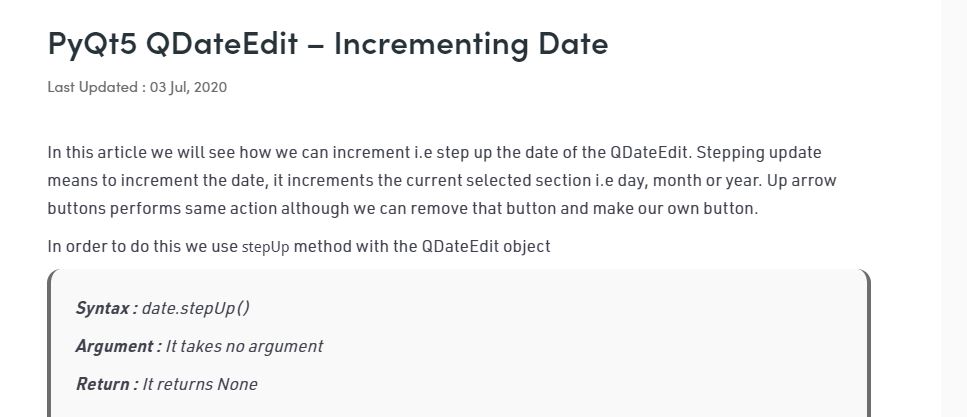 PyQt5 QDateEdit – Incrementing Date
Last Updated : 03 Jul, 2020
In this article we will see how we can increment i.e step up the date of the QDateEdit. Stepping update
means to increment the date, it increments the current selected section i.e day, month or year. Up arrow
buttons performs same action although we can remove that button and make our own button.
In order to do this we use stepUp method with the QDateEdit object
Syntax : date.stepUp()
Argument : It takes no argument
Return : It returns None